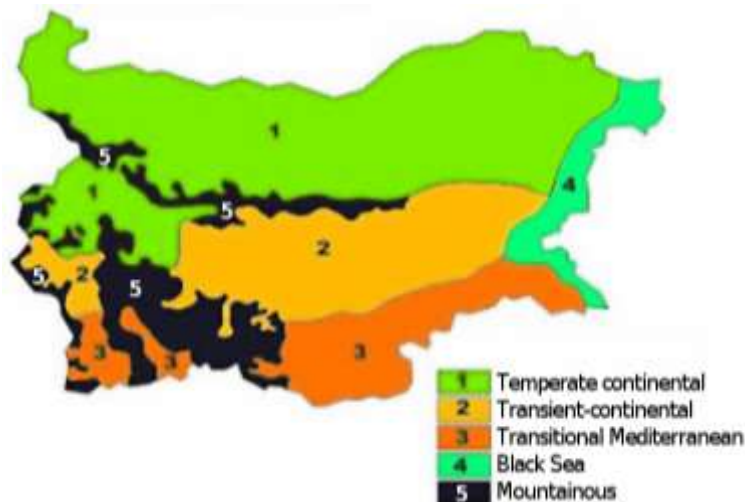 1
5
4
1
5
2
5
2
5
3
3
3
1 Temperate continental
2 Transient-continental
3 Transitional Mediterranean
4 Black Sea
5 Mountainous